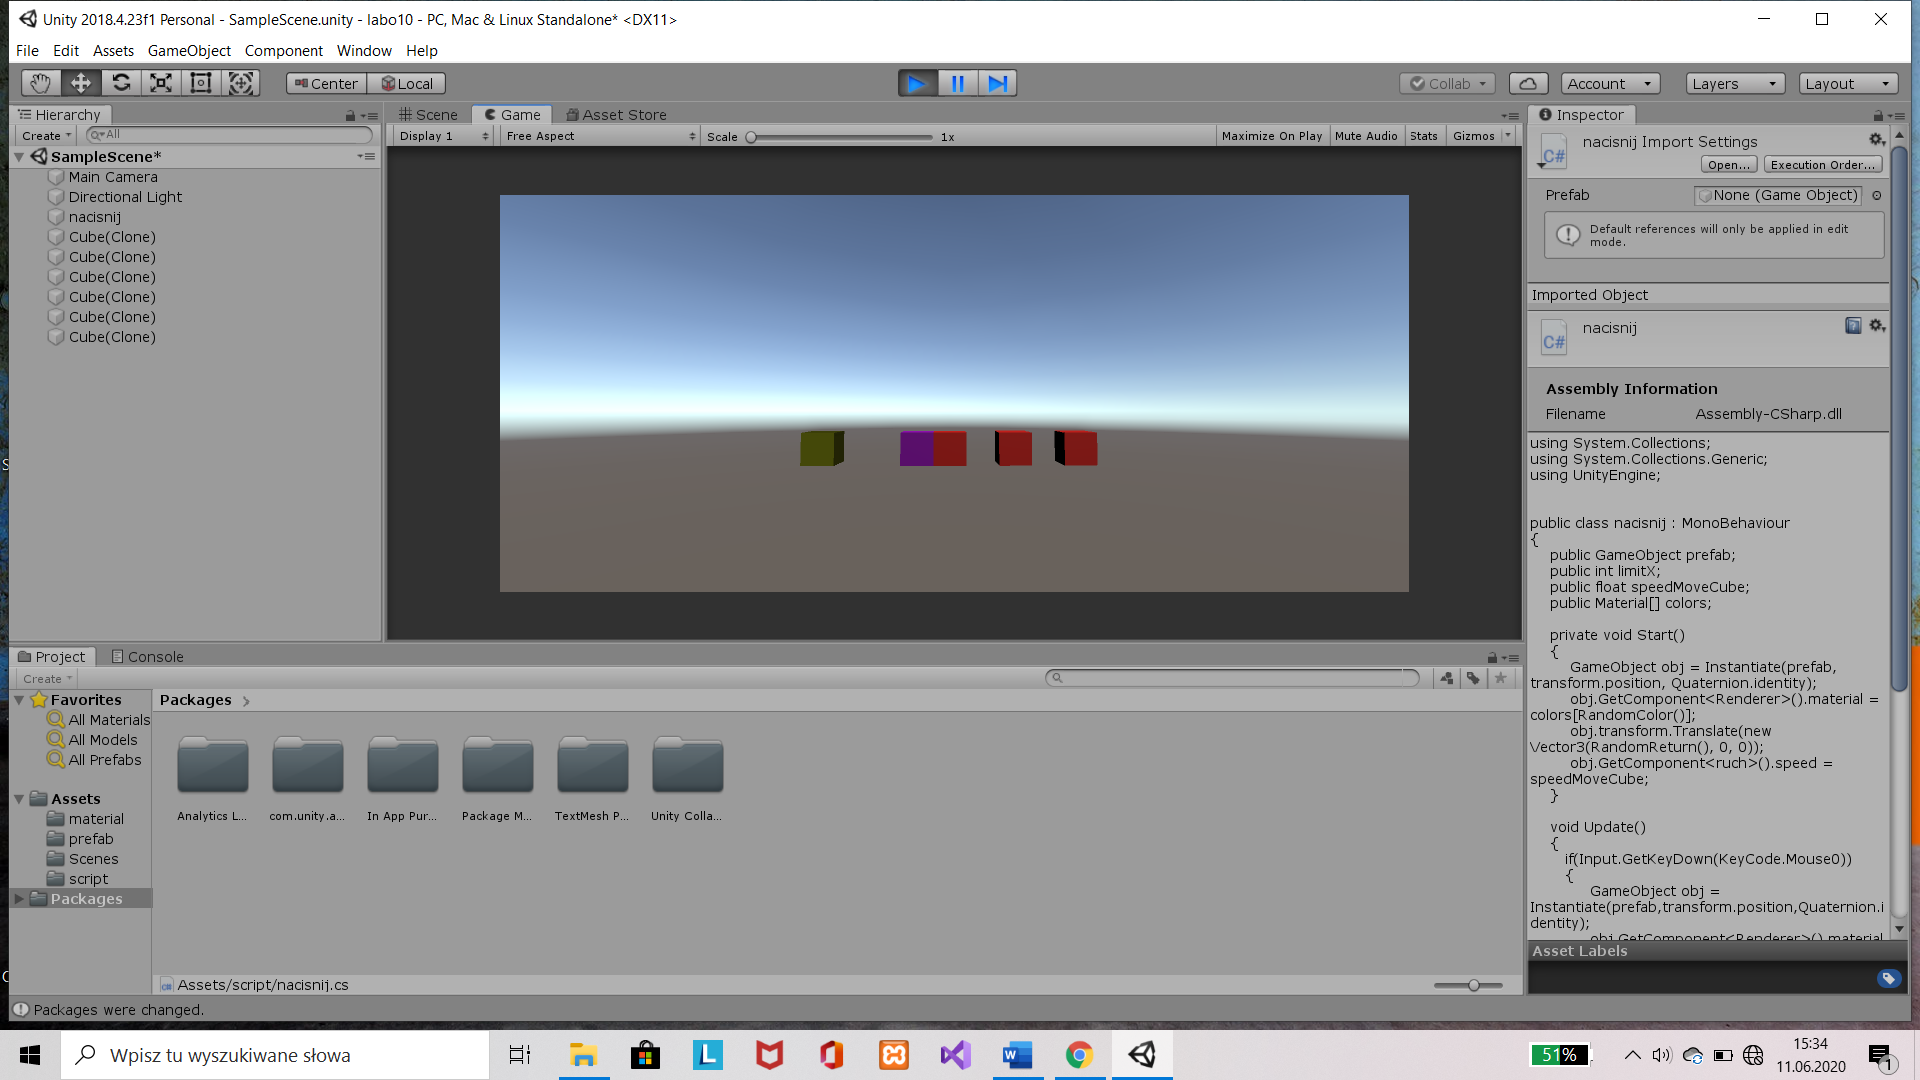 Unity 2018.4.23f1 Personal - SampleScene.unity - labo10 - PC, Mac & Linux Standalone* <DX11>
File Edit Assets GameObject Component Window Help
Center Local Collab Account Layers Layout
Hierarchy
Create All
SampleScene*
Main Camera
Directional Light
nacisnij
Cube(Clone)
Cube(Clone)
Cube(Clone)
Cube(Clone)
Cube(Clone)
Cube(Clone)
Scene Game Asset Store
Display 1 Free Aspect Scale 1x Maximize On Play Mute Audio Stats Gizmos
Inspector
C#
nacisnij Import Settings
Open... Execution Order...
Prefab None (Game Object)
Default references will only be applied in edit
mode.
Imported Object
C#
nacisnij
Assembly Information
Filename Assembly-CSharp.dll
using System.Collections;
using System.Collections.Generic;
using UnityEngine;
public class nacisnij : MonoBehaviour
{
public GameObject prefab;
public int limitX;
public float speedMoveCube;
public Material[] colors;
private void Start()
{
GameObject obj = Instantiate(prefab,
transform.position, Quaternion.identity);
obj.GetComponent<Renderer>().material =
colors[RandomColor()];
obj.transform.Translate(new
Vector3(RandomReturn(), 0, 0));
obj.GetComponent<ruch>().speed =
speedMoveCube;
}
void Update()
{
if(Input.GetKeyDown(KeyCode.Mouse0))
{
GameObject obj =
Instantiate(prefab,transform.position,Quaternion.i
dentity);
obj.GetComponent<Renderer>().material
Asset Labels
Project Console
Create
Favorites
All Materials
All Models
All Prefabs
Assets
material
prefab
Scenes
script
Packages
Packages
Analytics L... com.unity.a... In App Pur... Package M... TextMesh P... Unity Colla...
Assets/script/nacisnij.cs
Packages were changed.
Wpisz tu wyszukiwane słowa
51%
15:34
11.06.2020
1